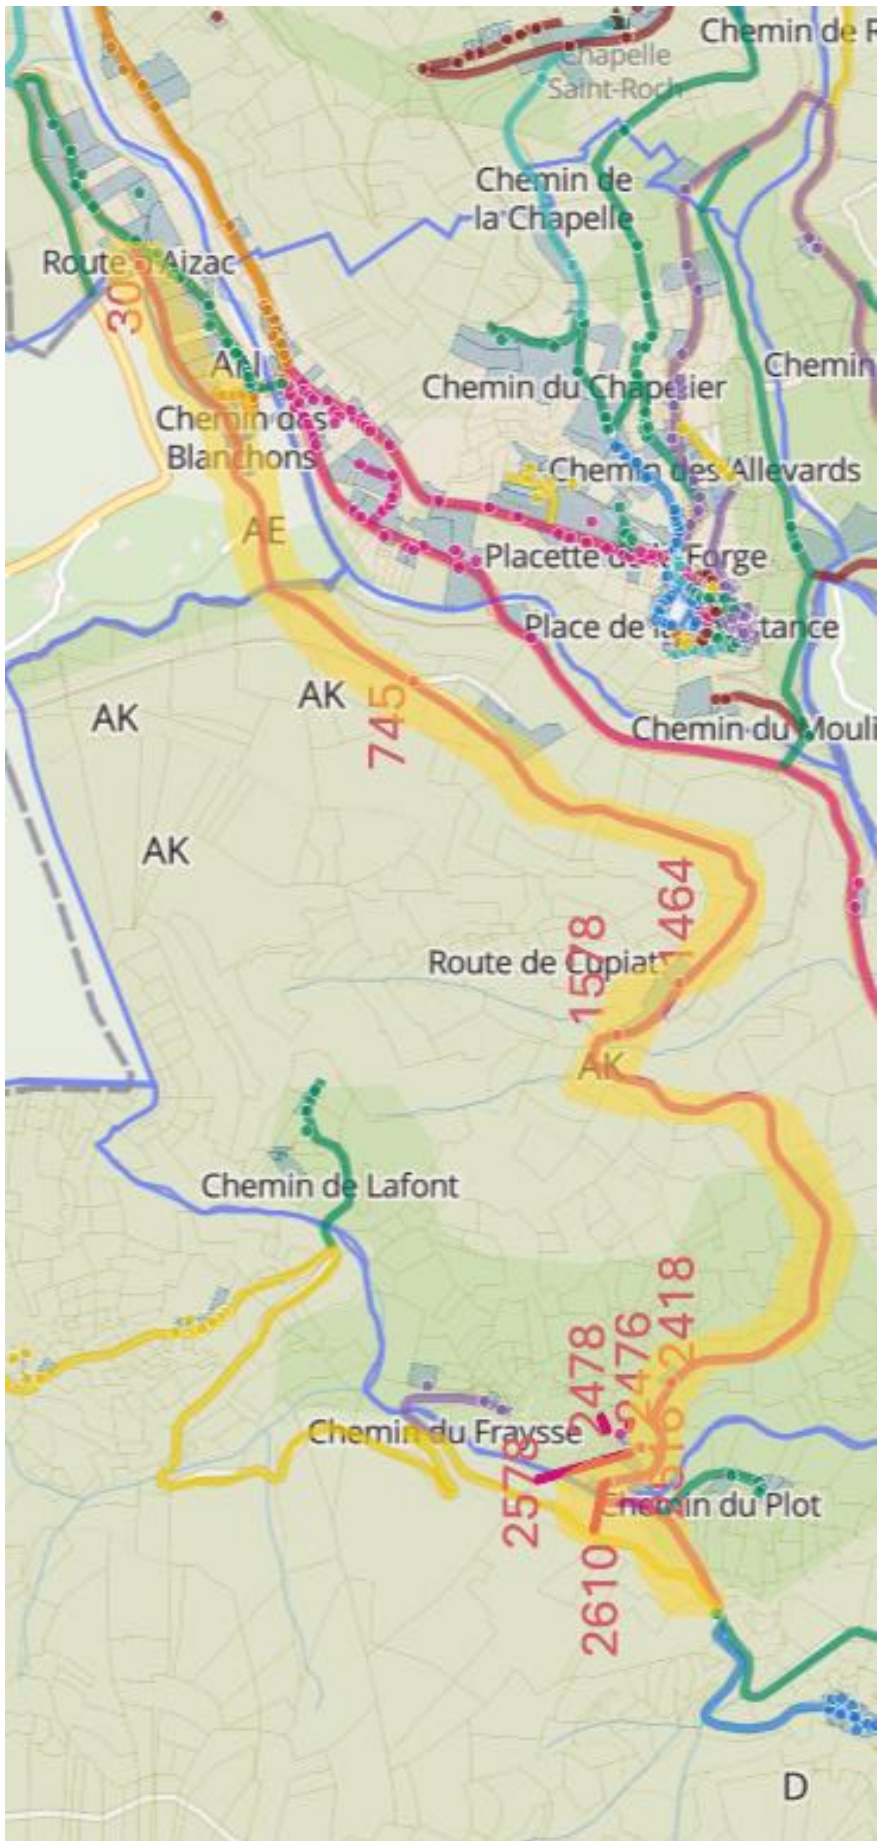 Chemin de R
Chapelle
Saint-Roch
Chemin de
la Chapelle
Route d'Aizac
30
Chemin du Chapelier
Chemin
Chemin des
Blanchons
Chemin des Allevards
AE
Placette de la Forge
Place de la
tance
AK
AK
745
Chemin du Mouli
AK
1464
1578
Route de Cupiat
AK
Chemin de Lafont
2418
2476
2478
Chemin du Fraysse
2578
Chemin du Plot
2610
D